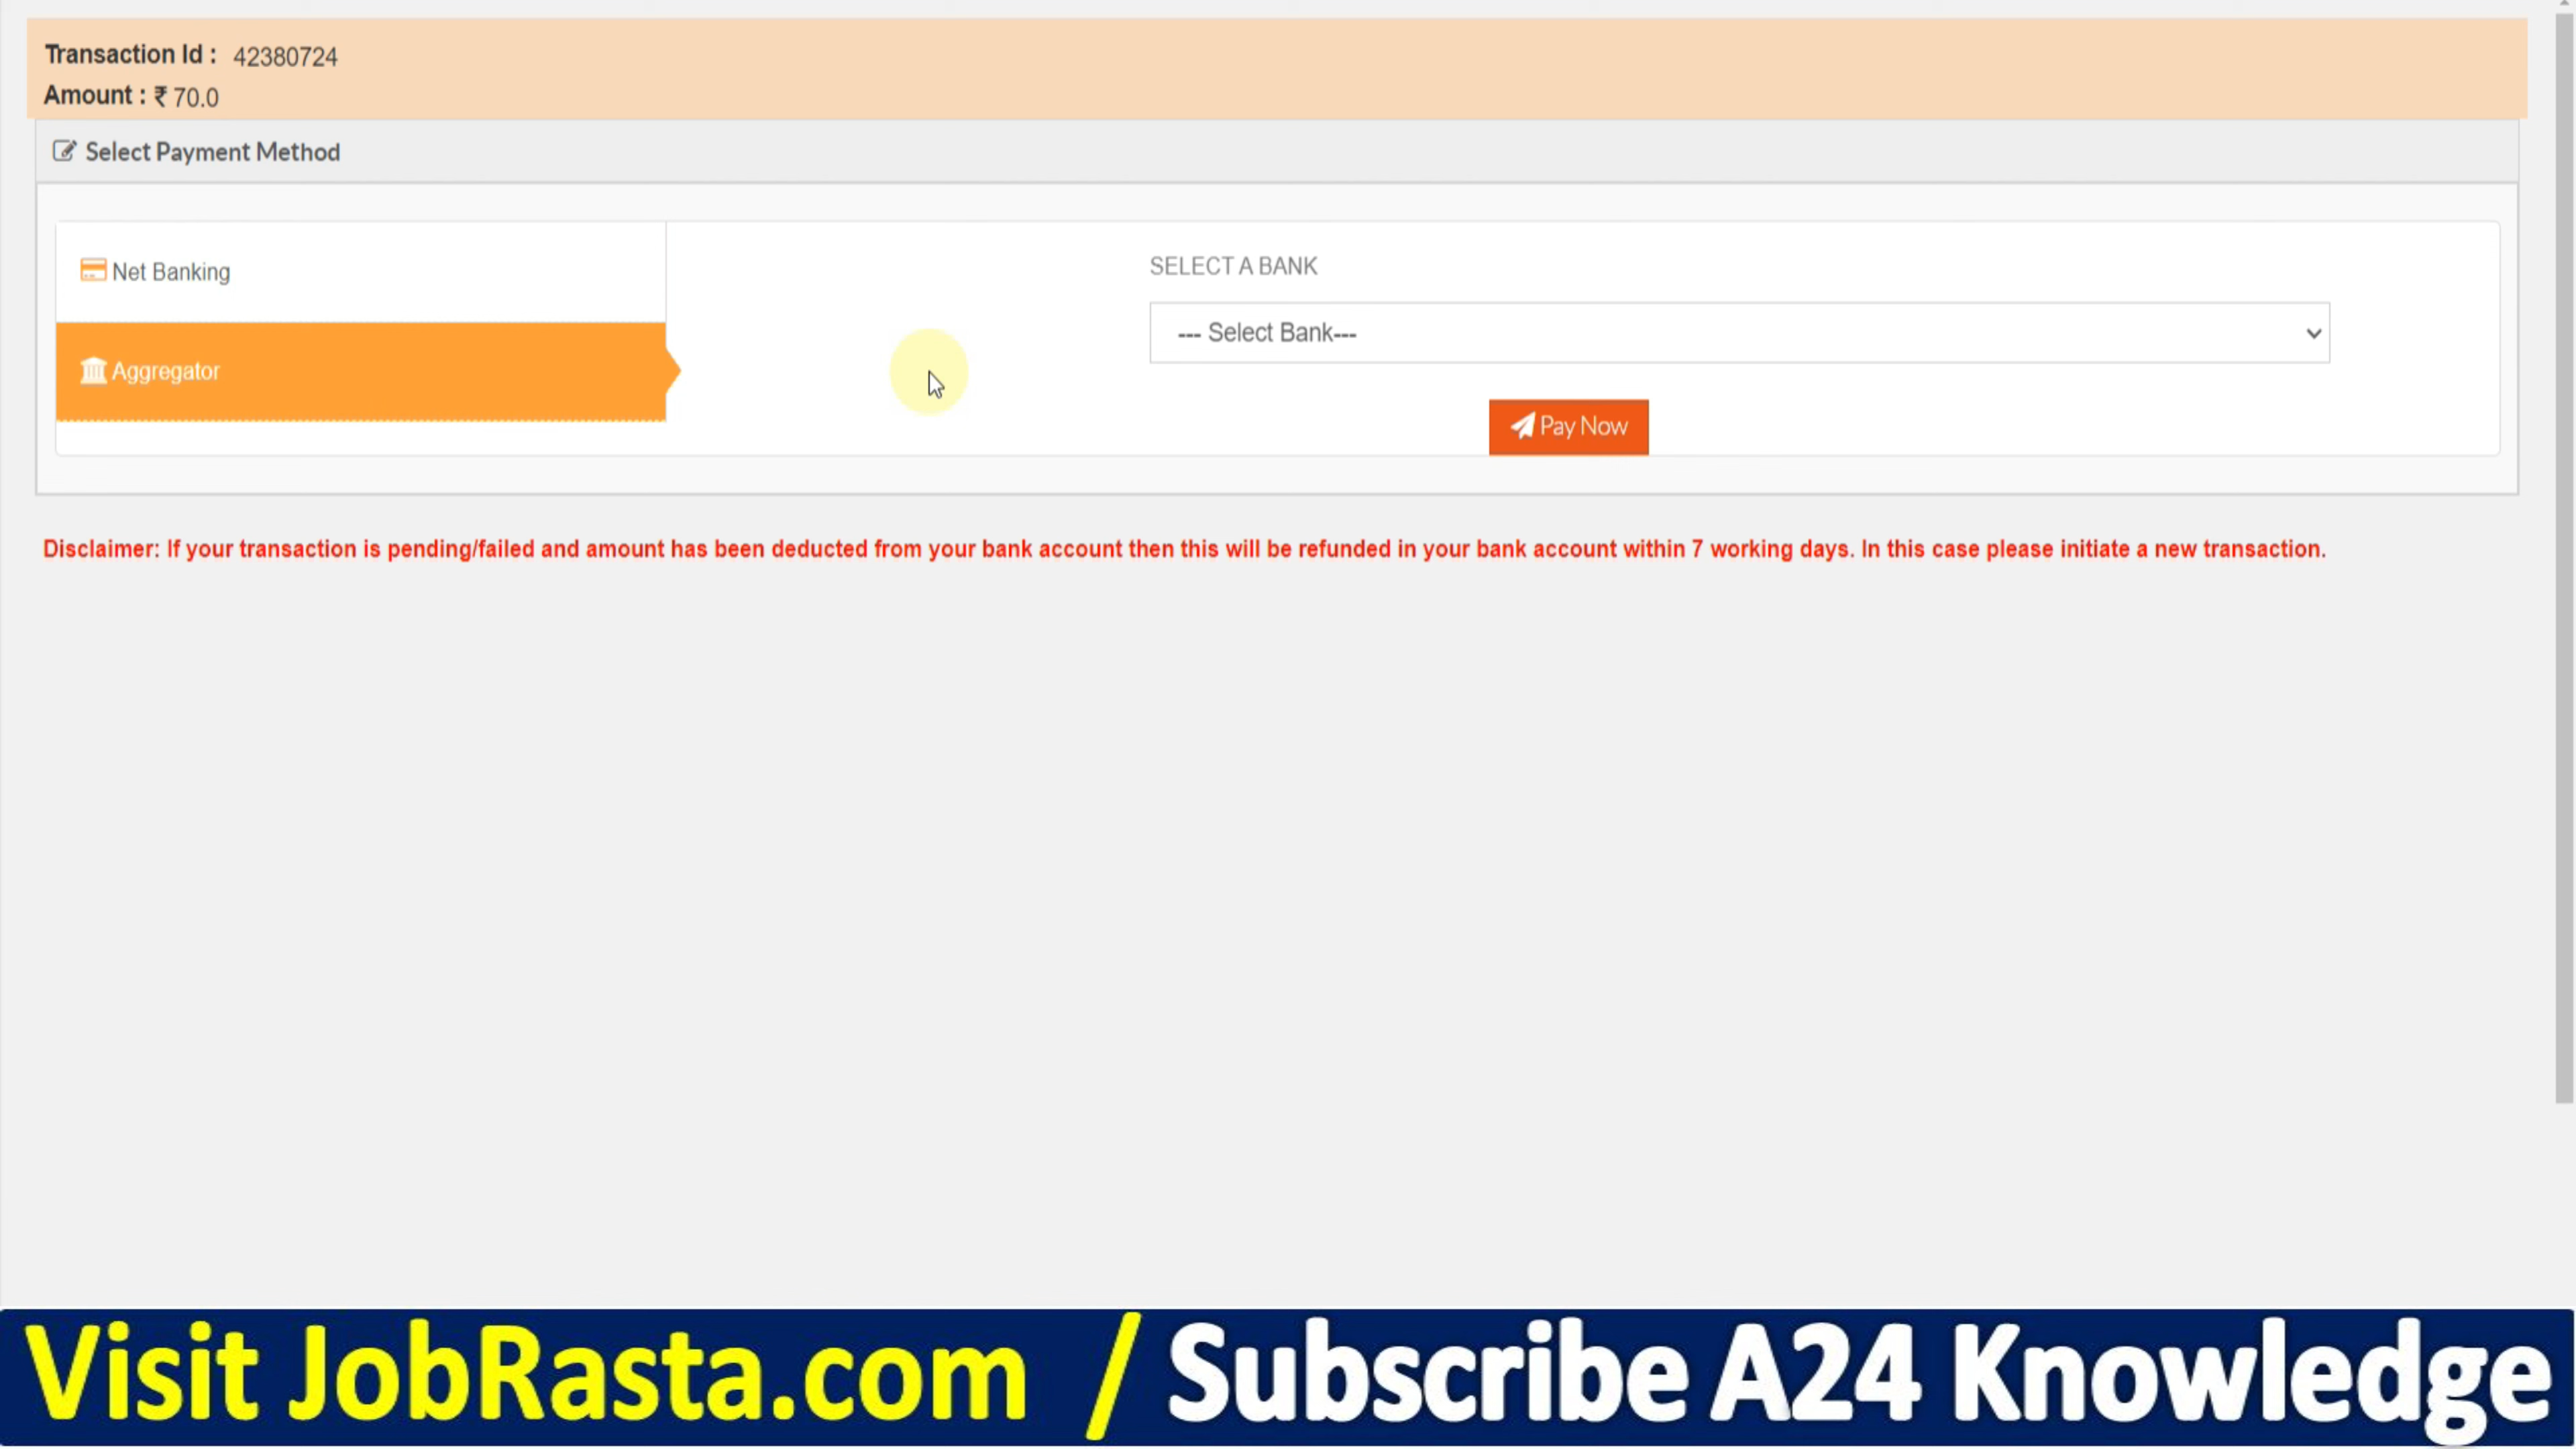 Transaction Id : 42380724
Amount : ₹ 70.0
Select Payment Method
Net Banking
Aggregator
SELECT A BANK
--- Select Bank---
Pay Now
Disclaimer: If your transaction is pending/failed and amount has been deducted from your bank account then this will be refunded in your bank account within 7 working days. In this case please initiate a new transaction.
Visit JobRasta.com / Subscribe A24 Knowledge